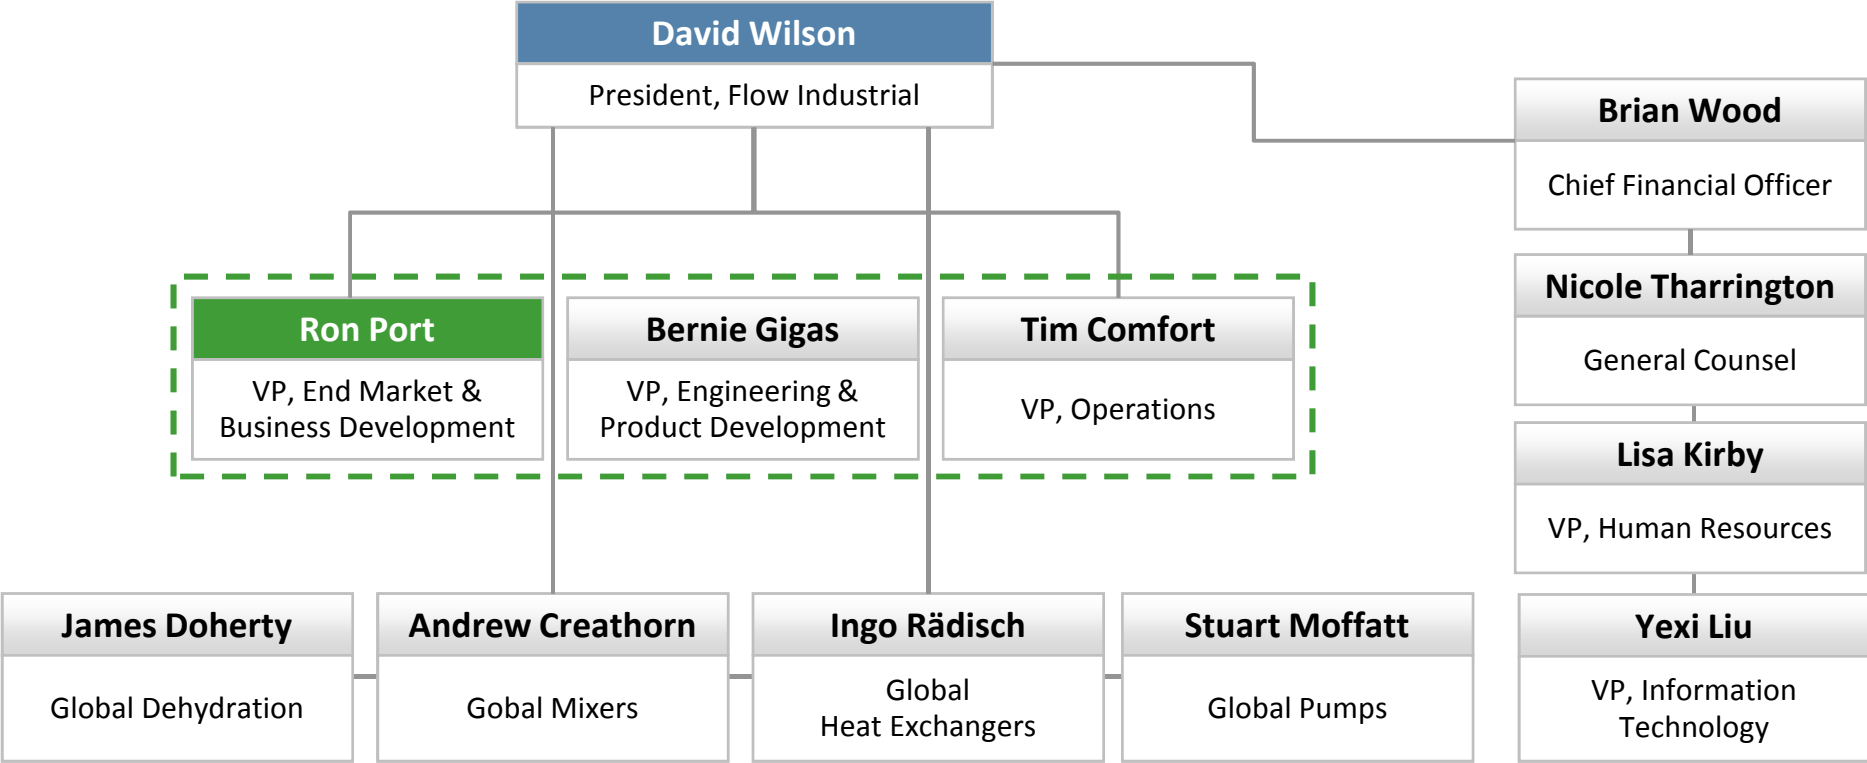 David Wilson
President, Flow Industrial
Brian Wood
Chief Financial Officer
Nicole Tharrington
General Counsel
Lisa Kirby
VP, Human Resources
Yexi Liu
VP, Information
Technology
Ron Port
VP, End Market &
Business Development
Bernie Gigas
VP, Engineering &
Product Development
Tim Comfort
VP, Operations
James Doherty
Global Dehydration
Andrew Creathorn
Gobal Mixers
Ingo Rädisch
Global
Heat Exchangers
Stuart Moffatt
Global Pumps